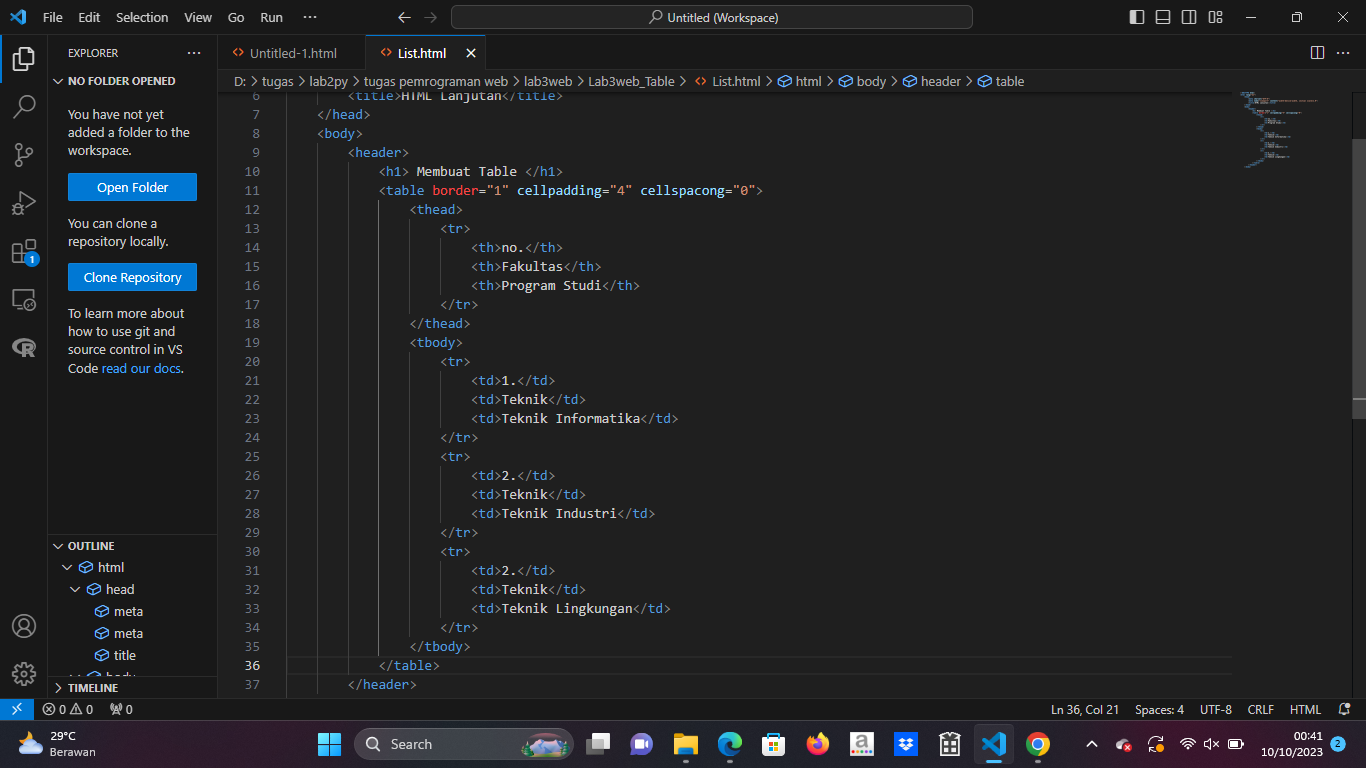 File Edit Selection View Go Run ··· Untitled (Workspace)
EXPLORER ···
NO FOLDER OPENED
You have not yet
added a folder to the
workspace.
Open Folder
You can clone a
repository locally.
Clone Repository
To learn more about
how to use git and
source control in VS
Code read our docs.
1
OUTLINE
html
head
meta
meta
title
body
TIMELINE
Untitled-1.html List.html
D: > tugas > lab2py > tugas pemrograman web > lab3web > Lab3web_Table > List.html > html > body > header > table
6 <title>HTML Lanjutan</title>
7 </head>
8 <body>
9 <header>
10 <h1> Membuat Table </h1>
11 <table border="1" cellpadding="4" cellspacong="0">
12 <thead>
13 <tr>
14 <th>no.</th>
15 <th>Fakultas</th>
16 <th>Program Studi</th>
17 </tr>
18 </thead>
19 <tbody>
20 <tr>
21 <td>1.</td>
22 <td>Teknik</td>
23 <td>Teknik Informatika</td>
24 </tr>
25 <tr>
26 <td>2.</td>
27 <td>Teknik</td>
28 <td>Teknik Industri</td>
29 </tr>
30 <tr>
31 <td>2.</td>
32 <td>Teknik</td>
33 <td>Teknik Lingkungan</td>
34 </tr>
35 </tbody>
36 </table>
37 </header>
0 0 0 Ln 36, Col 21 Spaces: 4 UTF-8 CRLF HTML
29°C
Berawan
Search
a
00:41
10/10/2023
2